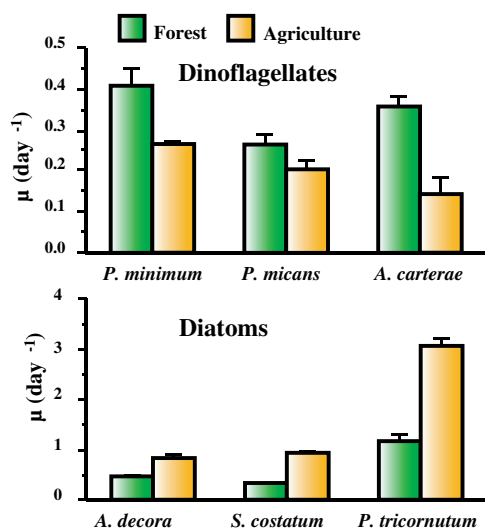 Forest Agriculture
Dinoflagellates
µ (day -1)
0.5
0.4
0.3
0.2
0.1
0.0
P. minimum P. micans A. carterae
Diatoms
µ (day -1)
4
3
2
1
0
A. decora S. costatum P. tricornutum